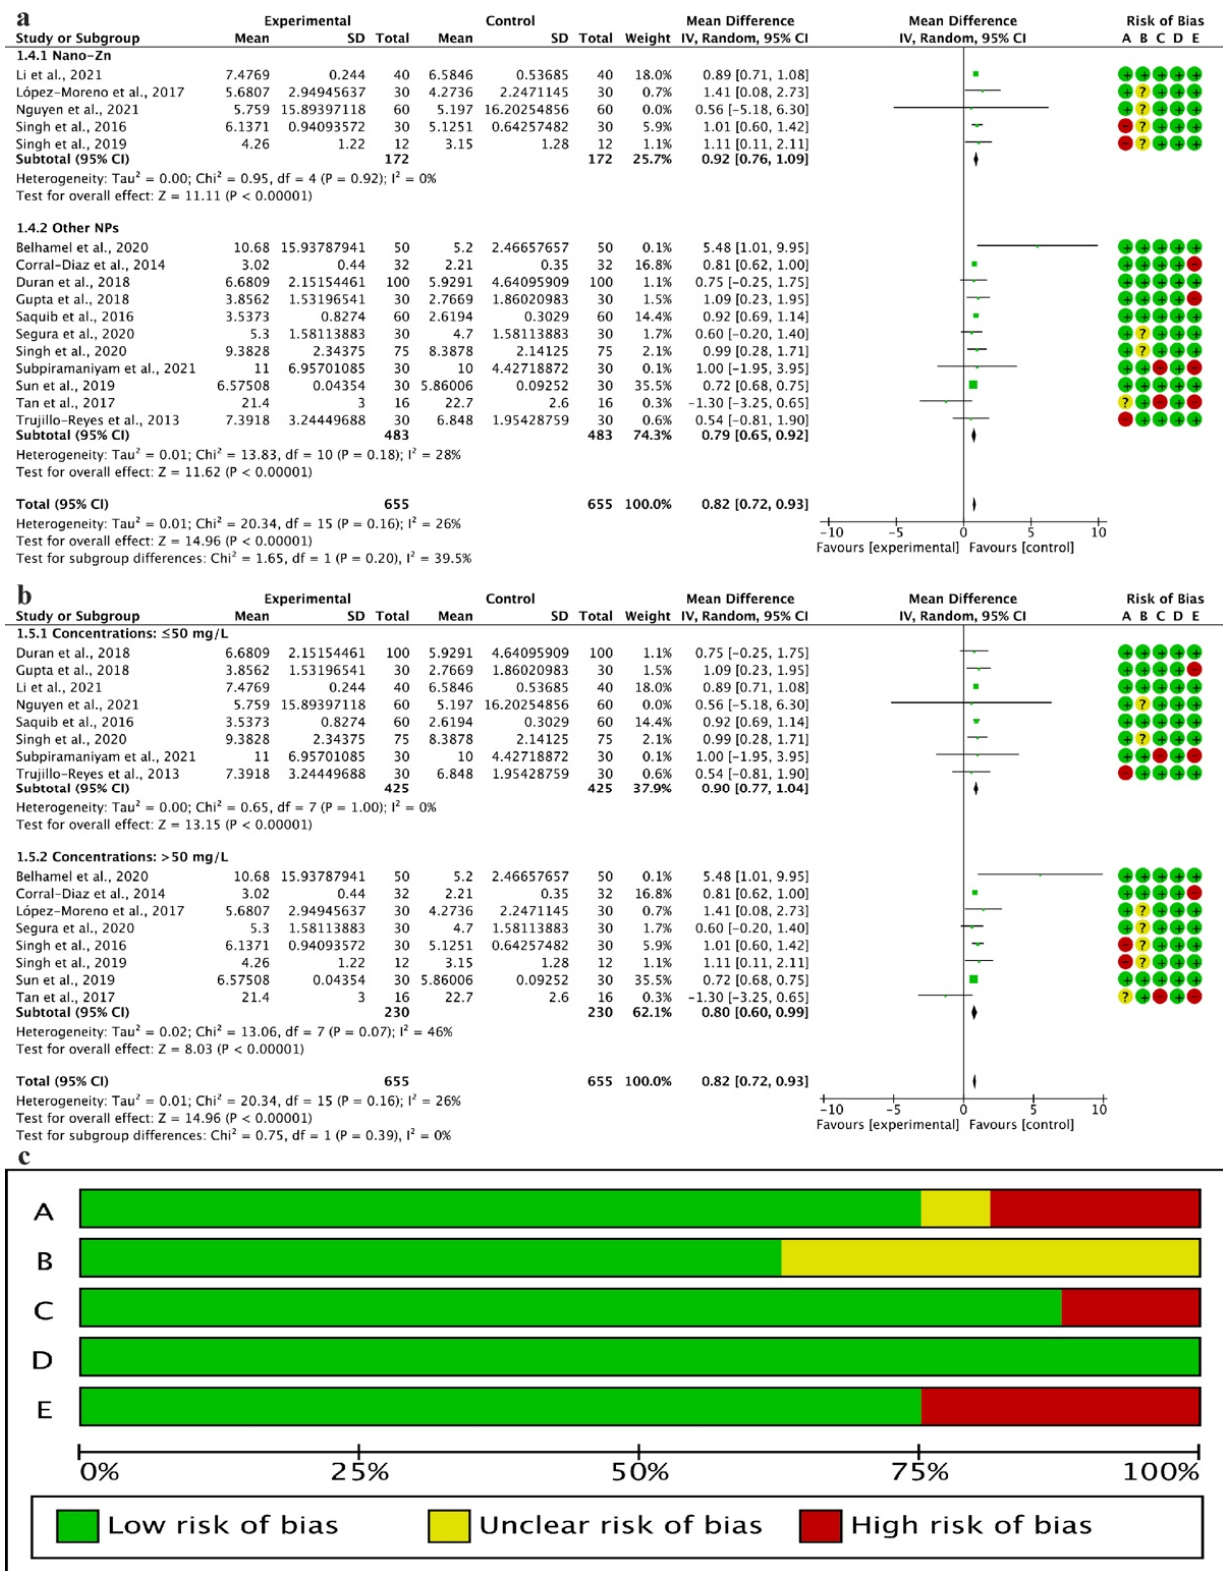 a
Experimental Control Mean Difference Mean Difference Risk of Bias
Study or Subgroup Mean SD Total Mean SD Total Weight IV, Random, 95% CI IV, Random, 95% CI A B C D E
1.4.1 Nano-Zn
Li et al., 2021 7.4769 0.244 40 6.5846 0.53685 40 18.0% 0.89 [0.71, 1.08] + + + + +
López-Moreno et al., 2017 5.6807 2.94945637 30 4.2736 2.2471145 30 0.7% 1.41 [0.08, 2.73] + ? + + +
Nguyen et al., 2021 5.759 15.89397118 60 5.197 16.20254856 60 0.0% 0.56 [-5.18, 6.30] + ? + + +
Singh et al., 2016 6.1371 0.94093572 30 5.1251 0.64257482 30 5.9% 1.01 [0.60, 1.42] - ? + + +
Singh et al., 2019 4.26 1.22 12 3.15 1.28 12 1.1% 1.11 [0.11, 2.11] - ? + + +
Subtotal (95% CI) 172 172 25.7% 0.92 [0.76, 1.09]
Heterogeneity: Tau² = 0.00; Chi² = 0.95, df = 4 (P = 0.92); I² = 0%
Test for overall effect: Z = 11.11 (P < 0.00001)
1.4.2 Other NPs
Belhamel et al., 2020 10.68 15.93787941 50 5.2 2.46657657 50 0.1% 5.48 [1.01, 9.95] + + + + +
Corral-Diaz et al., 2014 3.02 0.44 32 2.21 0.35 32 16.8% 0.81 [0.62, 1.00] + + + + -
Duran et al., 2018 6.6809 2.15154461 100 5.9291 4.64095909 100 1.1% 0.75 [-0.25, 1.75] + + + + +
Gupta et al., 2018 3.8562 1.53196541 30 2.7669 1.86020983 30 1.5% 1.09 [0.23, 1.95] + + + + -
Saquib et al., 2016 3.5373 0.8274 60 2.6194 0.3029 60 14.4% 0.92 [0.69, 1.14] + + + + +
Segura et al., 2020 5.3 1.58113883 30 4.7 1.58113883 30 1.7% 0.60 [-0.20, 1.40] + ? + + +
Singh et al., 2020 9.3828 2.34375 75 8.3878 2.14125 75 2.1% 0.99 [0.28, 1.71] + ? + + +
Subpiramaniyam et al., 2021 11 6.95701085 30 10 4.42718872 30 0.1% 1.00 [-1.95, 3.95] + + - + -
Sun et al., 2019 6.57508 0.04354 30 5.86006 0.09252 30 35.5% 0.72 [0.68, 0.75] + + + + +
Tan et al., 2017 21.4 3 16 22.7 2.6 16 0.3% -1.30 [-3.25, 0.65] ? + - + -
Trujillo-Reyes et al., 2013 7.3918 3.24449688 30 6.848 1.95428759 30 0.6% 0.54 [-0.81, 1.90] - + + + +
Subtotal (95% CI) 483 483 74.3% 0.79 [0.65, 0.92]
Heterogeneity: Tau² = 0.01; Chi² = 13.83, df = 10 (P = 0.18); I² = 28%
Test for overall effect: Z = 11.62 (P < 0.00001)
Total (95% CI) 655 655 100.0% 0.82 [0.72, 0.93]
Heterogeneity: Tau² = 0.01; Chi² = 20.34, df = 15 (P = 0.16); I² = 26%
Test for overall effect: Z = 14.96 (P < 0.00001)
Test for subgroup differences: Chi² = 1.65, df = 1 (P = 0.20), I² = 39.5%
-10 -5 0 5 10
Favours [experimental] Favours [control]
b
Experimental Control Mean Difference Mean Difference Risk of Bias
Study or Subgroup Mean SD Total Mean SD Total Weight IV, Random, 95% CI IV, Random, 95% CI A B C D E
1.5.1 Concentrations: ≤50 mg/L
Duran et al., 2018 6.6809 2.15154461 100 5.9291 4.64095909 100 1.1% 0.75 [-0.25, 1.75] + + + + +
Gupta et al., 2018 3.8562 1.53196541 30 2.7669 1.86020983 30 1.5% 1.09 [0.23, 1.95] + + + + -
Li et al., 2021 7.4769 0.244 40 6.5846 0.53685 40 18.0% 0.89 [0.71, 1.08] + + + + +
Nguyen et al., 2021 5.759 15.89397118 60 5.197 16.20254856 60 0.0% 0.56 [-5.18, 6.30] + ? + + +
Saquib et al., 2016 3.5373 0.8274 60 2.6194 0.3029 60 14.4% 0.92 [0.69, 1.14] + + + + +
Singh et al., 2020 9.3828 2.34375 75 8.3878 2.14125 75 2.1% 0.99 [0.28, 1.71] + ? + + +
Subpiramaniyam et al., 2021 11 6.95701085 30 10 4.42718872 30 0.1% 1.00 [-1.95, 3.95] + + - + -
Trujillo-Reyes et al., 2013 7.3918 3.24449688 30 6.848 1.95428759 30 0.6% 0.54 [-0.81, 1.90] - + + + +
Subtotal (95% CI) 425 425 37.9% 0.90 [0.77, 1.04]
Heterogeneity: Tau² = 0.00; Chi² = 0.65, df = 7 (P = 1.00); I² = 0%
Test for overall effect: Z = 13.15 (P < 0.00001)
1.5.2 Concentrations: >50 mg/L
Belhamel et al., 2020 10.68 15.93787941 50 5.2 2.46657657 50 0.1% 5.48 [1.01, 9.95] + + + + +
Corral-Diaz et al., 2014 3.02 0.44 32 2.21 0.35 32 16.8% 0.81 [0.62, 1.00] + + + + -
López-Moreno et al., 2017 5.6807 2.94945637 30 4.2736 2.2471145 30 0.7% 1.41 [0.08, 2.73] + ? + + +
Segura et al., 2020 5.3 1.58113883 30 4.7 1.58113883 30 1.7% 0.60 [-0.20, 1.40] + ? + + +
Singh et al., 2016 6.1371 0.94093572 30 5.1251 0.64257482 30 5.9% 1.01 [0.60, 1.42] - ? + + +
Singh et al., 2019 4.26 1.22 12 3.15 1.28 12 1.1% 1.11 [0.11, 2.11] - ? + + +
Sun et al., 2019 6.57508 0.04354 30 5.86006 0.09252 30 35.5% 0.72 [0.68, 0.75] + + + + +
Tan et al., 2017 21.4 3 16 22.7 2.6 16 0.3% -1.30 [-3.25, 0.65] ? + - + -
Subtotal (95% CI) 230 230 62.1% 0.80 [0.60, 0.99]
Heterogeneity: Tau² = 0.02; Chi² = 13.06, df = 7 (P = 0.07); I² = 46%
Test for overall effect: Z = 8.03 (P < 0.00001)
Total (95% CI) 655 655 100.0% 0.82 [0.72, 0.93]
Heterogeneity: Tau² = 0.01; Chi² = 20.34, df = 15 (P = 0.16); I² = 26%
Test for overall effect: Z = 14.96 (P < 0.00001)
Test for subgroup differences: Chi² = 0.75, df = 1 (P = 0.39), I² = 0%
-10 -5 0 5 10
Favours [experimental] Favours [control]
c
A
B
C
D
E
0% 25% 50% 75% 100%
Low risk of bias Unclear risk of bias High risk of bias